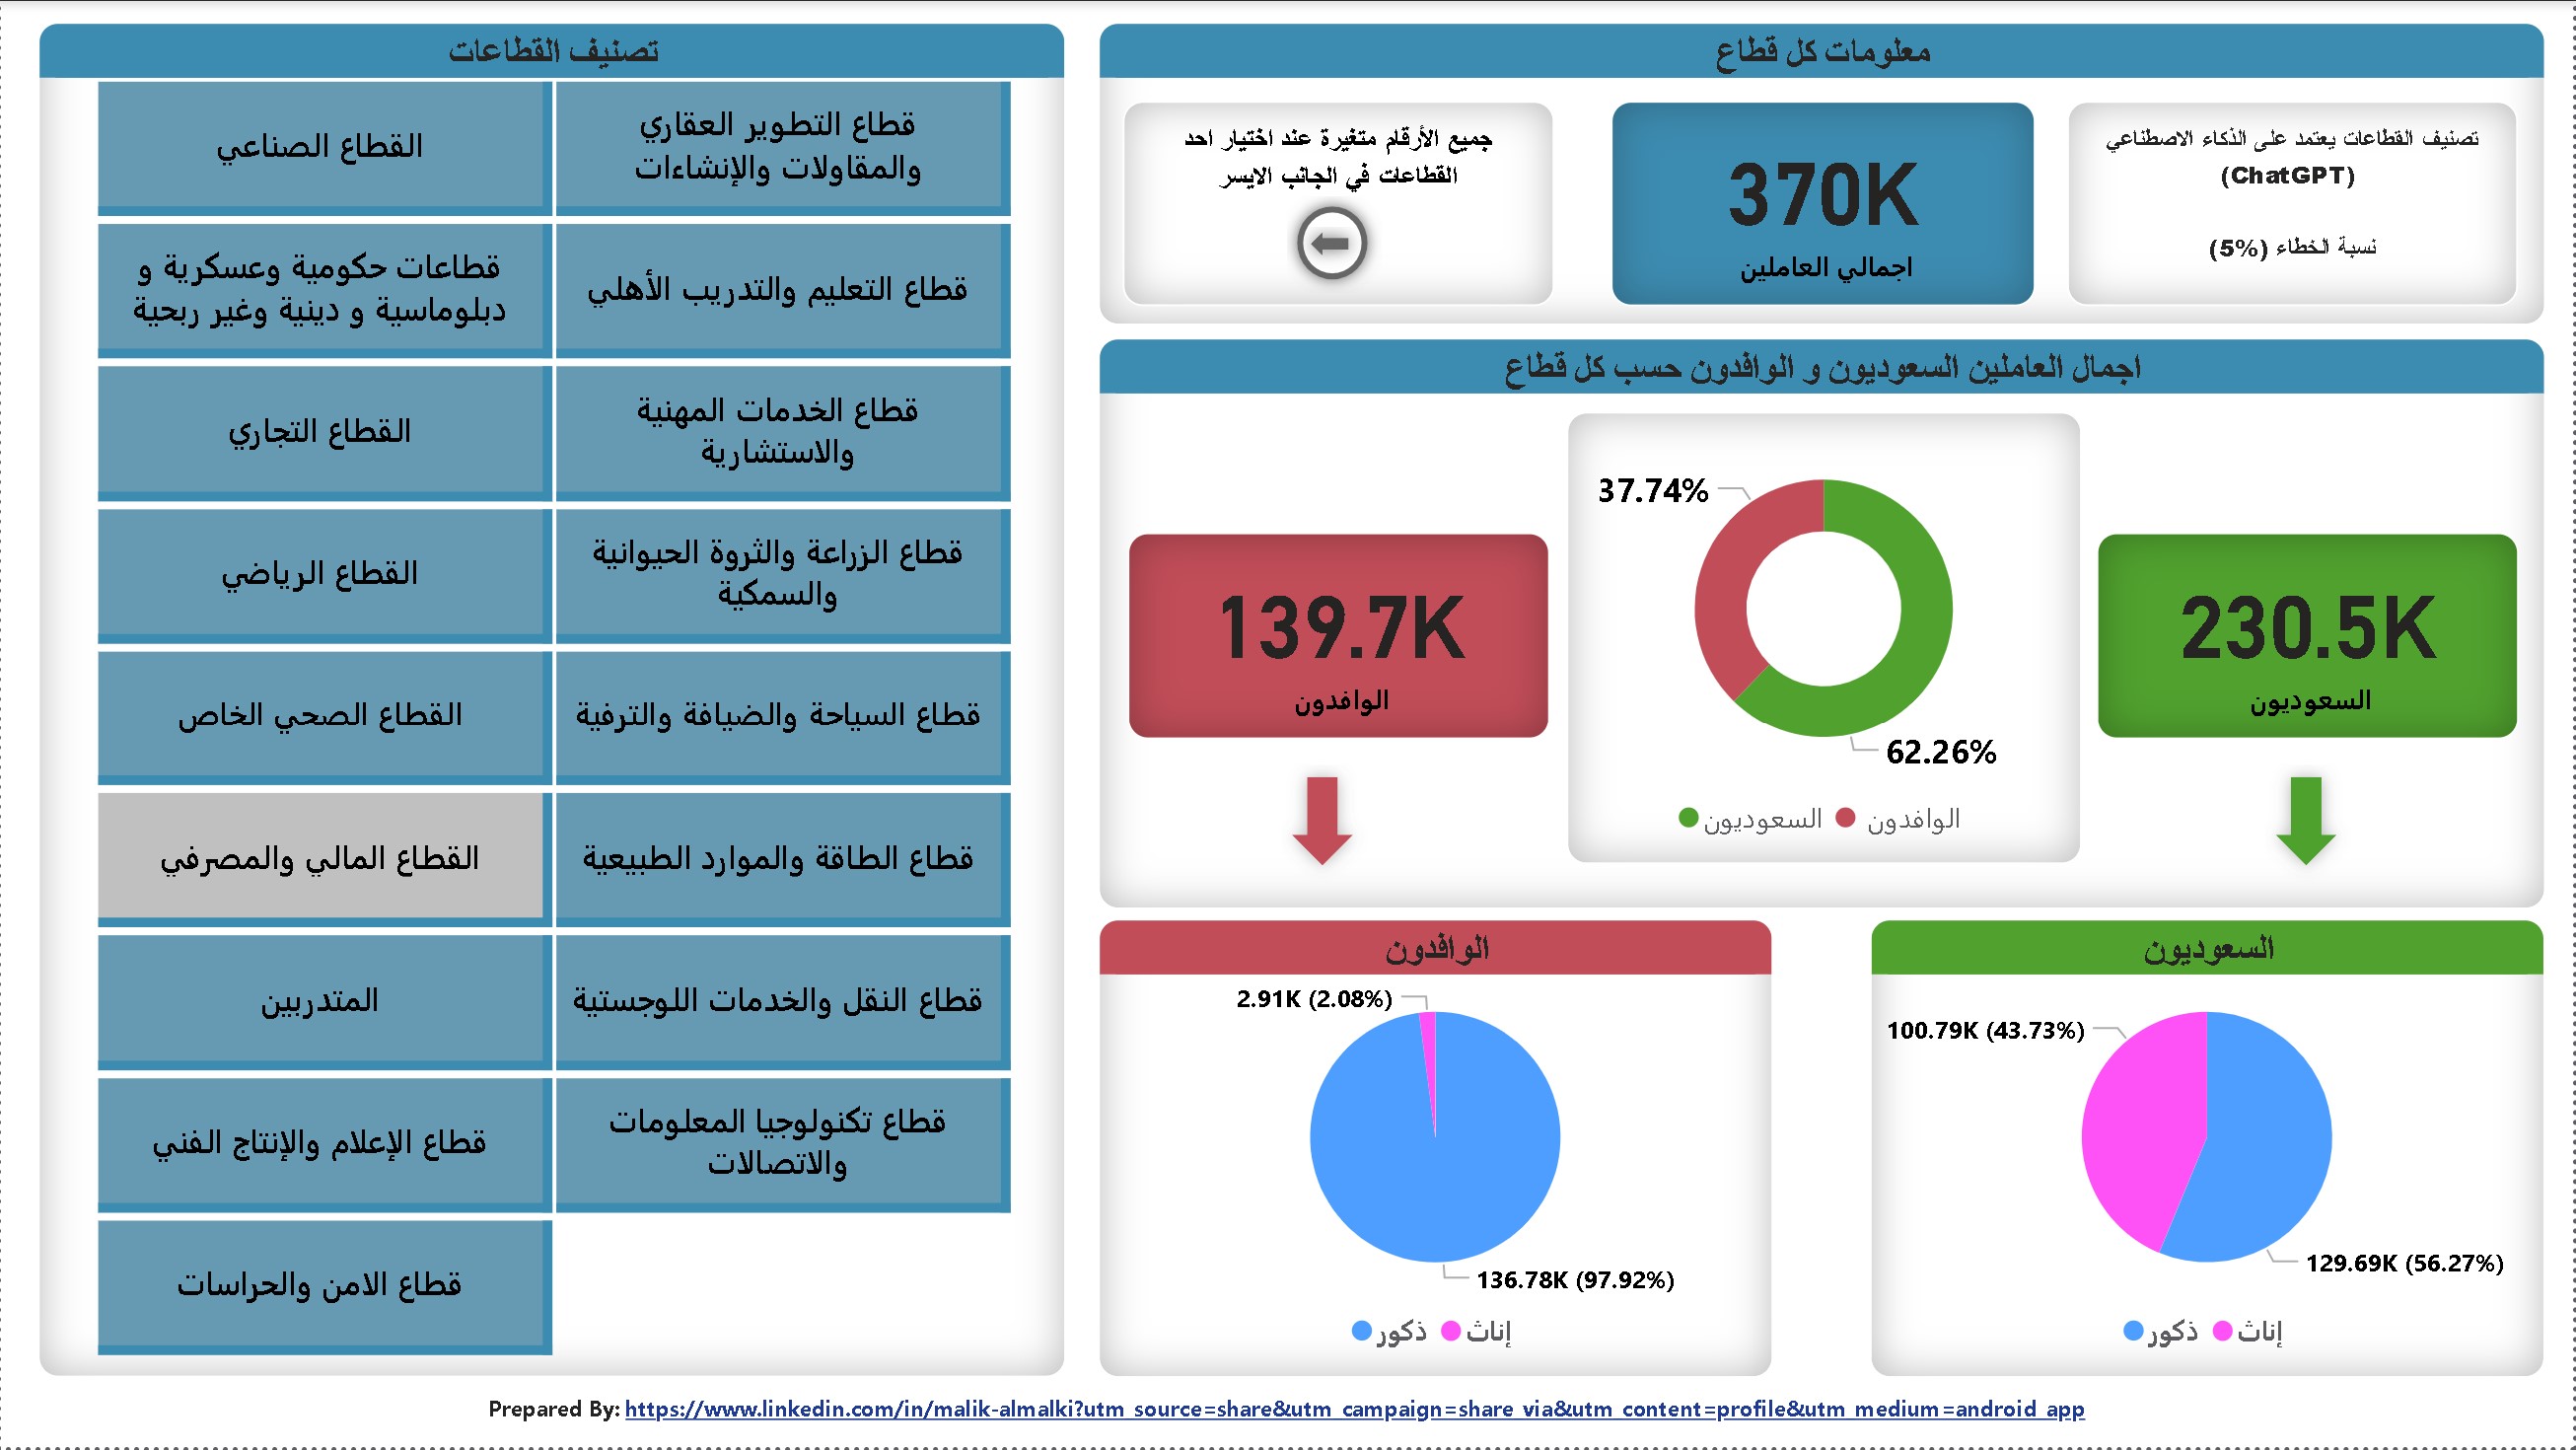 معلومات كل قطاع
تصنيف القطاعات يعتمد على الذكاء الاصطناعي
(ChatGPT)
نسبة الخطاء (5%)
370K
اجمالي العاملين
جميع الأرقام متغيرة عند اختيار احد
القطاعات في الجانب الايسر
اجمال العاملين السعوديون و الوافدون حسب كل قطاع
230.5K
السعوديون
37.74%
62.26%
الوافدون
السعوديون
139.7K
الوافدون
السعوديون
100.79K (43.73%)
129.69K (56.27%)
إناث
ذكور
الوافدون
2.91K (2.08%)
136.78K (97.92%)
إناث
ذكور
تصنيف القطاعات
قطاع التطوير العقاري
والمقاولات والإنشاءات
القطاع الصناعي
قطاع التعليم والتدريب الأهلي
قطاعات حكومية وعسكرية و
دبلوماسية و دينية وغير ربحية
قطاع الخدمات المهنية
والاستشارية
القطاع التجاري
قطاع الزراعة والثروة الحيوانية
والسمكية
القطاع الرياضي
قطاع السياحة والضيافة والترفية
القطاع الصحي الخاص
قطاع الطاقة والموارد الطبيعية
القطاع المالي والمصرفي
قطاع النقل والخدمات اللوجستية
المتدربين
قطاع تكنولوجيا المعلومات
والاتصالات
قطاع الإعلام والإنتاج الفني
قطاع الامن والحراسات
Prepared By: https://www.linkedin.com/in/malik-almalki?utm_source=share&utm_campaign=share_via&utm_content=profile&utm_medium=android_app